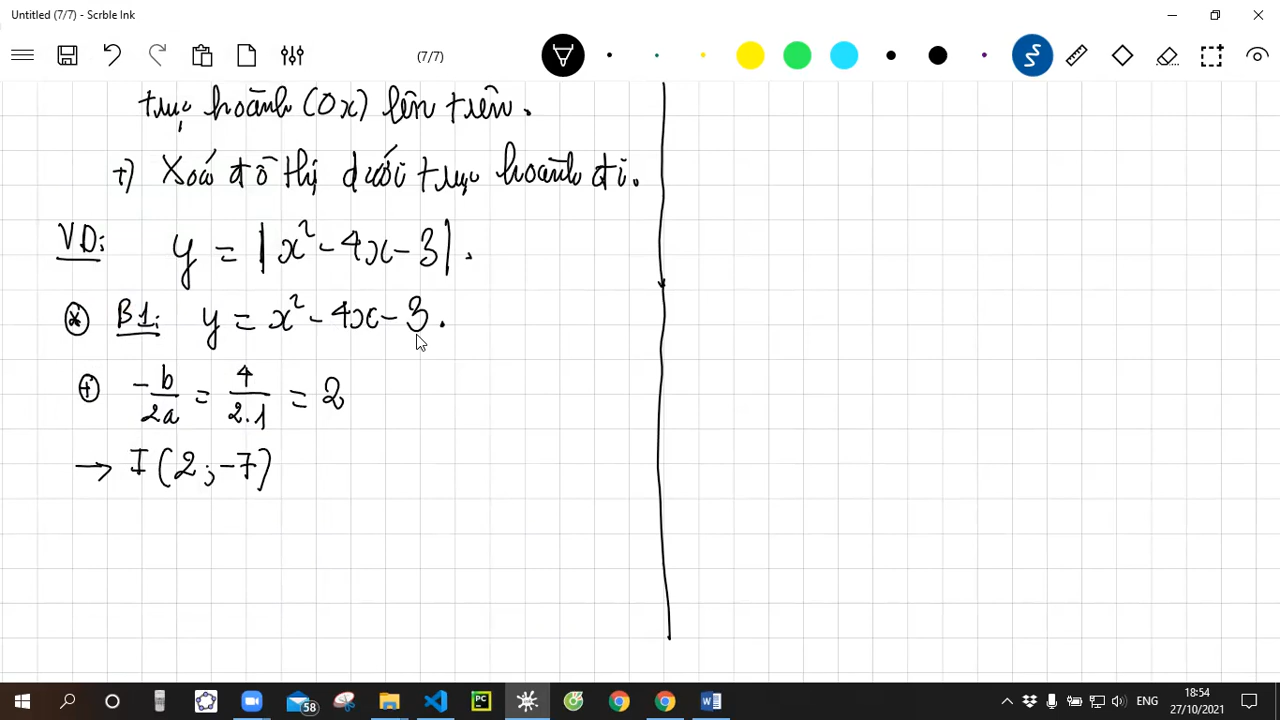 Untitled (7/7) - Scrble Ink
(7/7)
trục hoành (Ox) lên trên.
+) Xoá đồ thị dưới trục hoành đi.
VD: y = |x² - 4x - 3|.
* B1: y = x² - 4x - 3.
+ -b/2a = 4/2.1 = 2
→ I(2; -7)
58
PC
ENG
18:54
27/10/2021